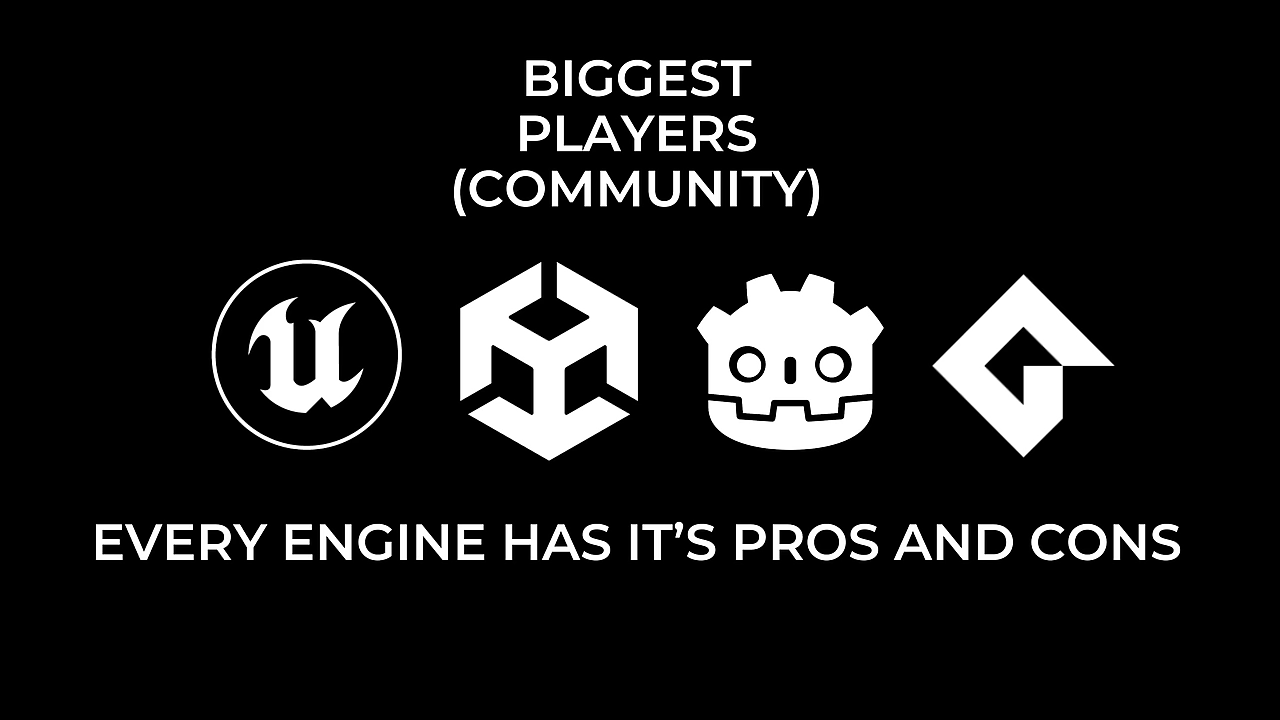 BIGGEST
PLAYERS
(COMMUNITY)
EVERY ENGINE HAS IT’S PROS AND CONS